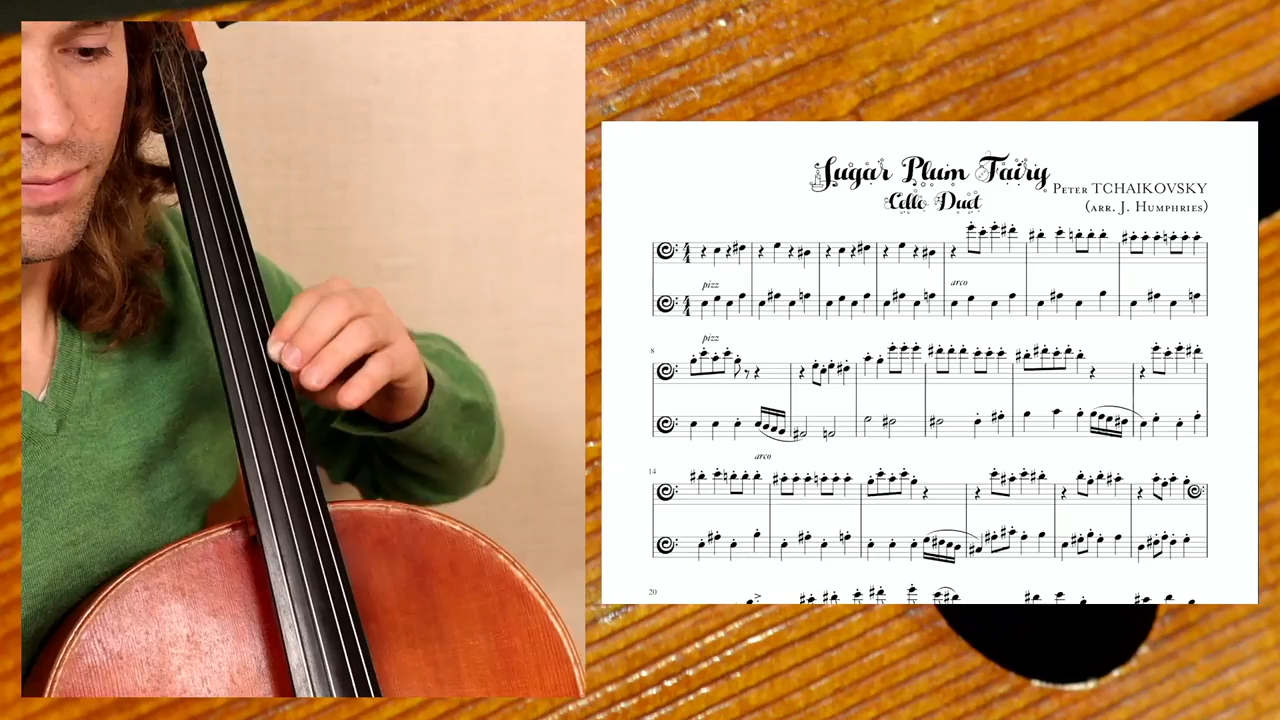 Sugar Plum Fairy
Cello Duet
Peter TCHAIKOVSKY
(arr. J. Humphries)
pizz
arco
pizz
8
arco
14
20